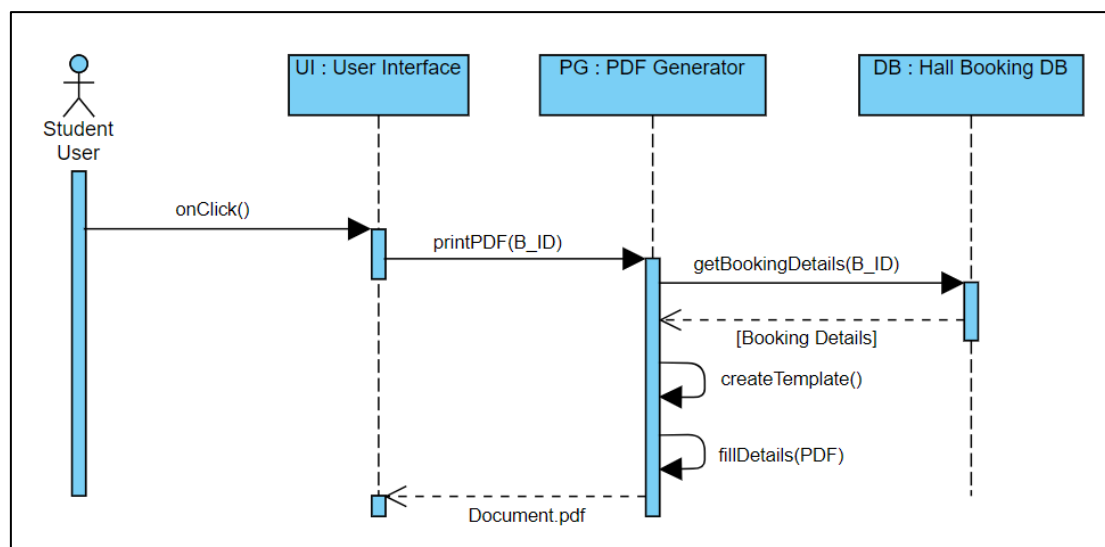 UI : User Interface
PG : PDF Generator
DB : Hall Booking DB
Student
User
onClick()
printPDF(B_ID)
getBookingDetails(B_ID)
[Booking Details]
createTemplate()
fillDetails(PDF)
Document.pdf